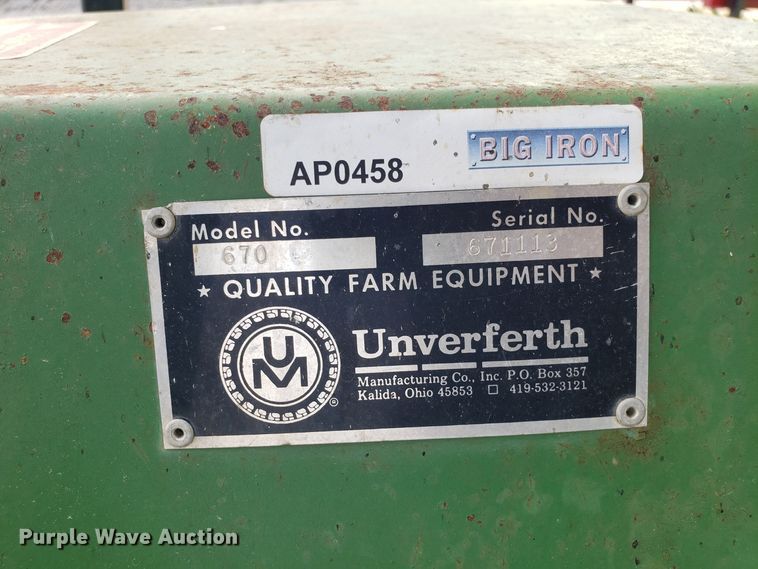 AP0458 BIG IRON
Model No. Serial No.
670 671113
★ QUALITY FARM EQUIPMENT ★
UM ®
Unverferth
Manufacturing Co., Inc. P.O. Box 357
Kalida, Ohio 45853 □ 419-532-3121
Purple Wave Auction